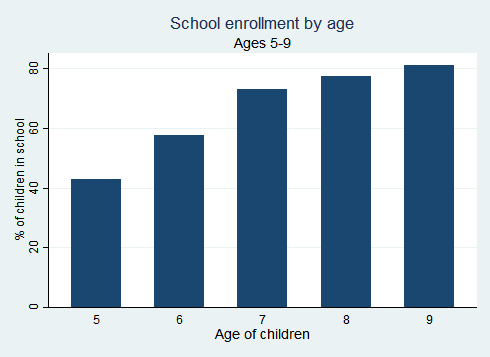 School enrollment by age
Ages 5-9
% of children in school
80
60
40
20
0
5 6 7 8 9
Age of children